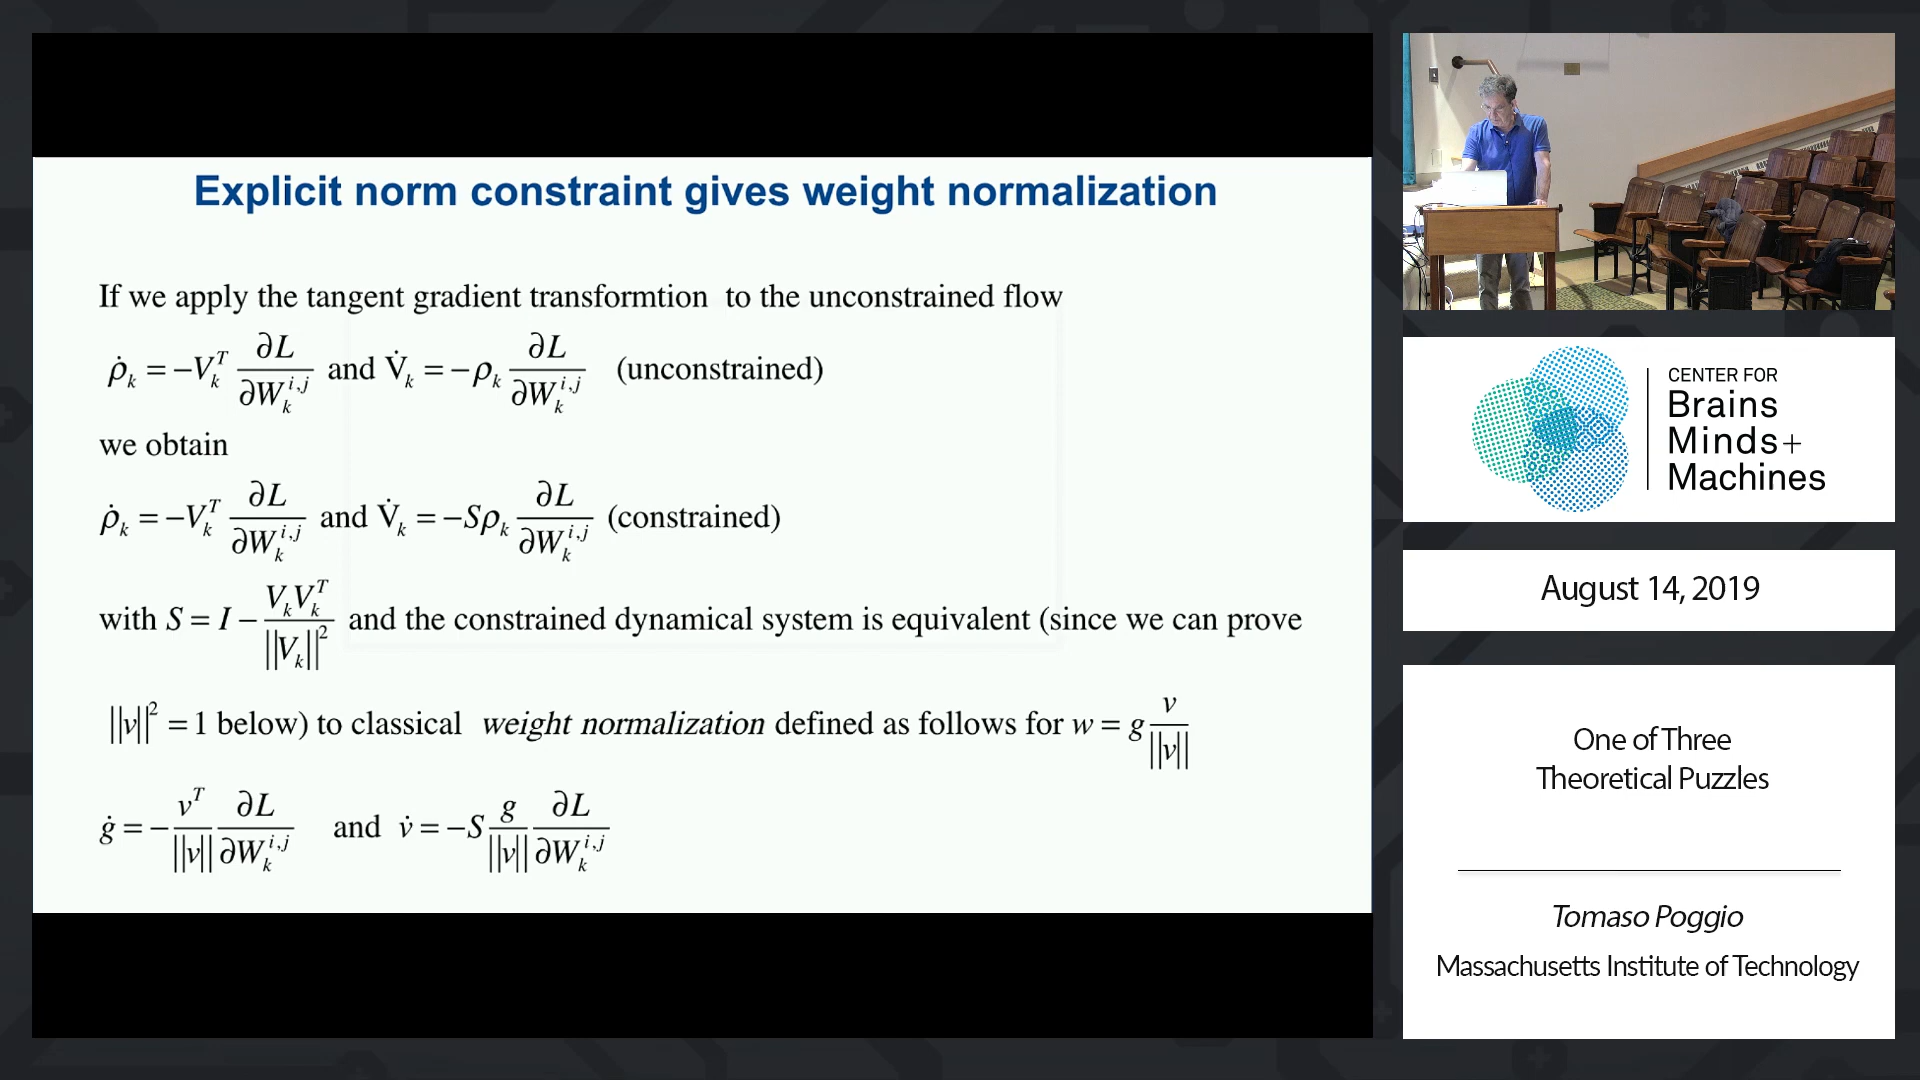 Explicit norm constraint gives weight normalization
If we apply the tangent gradient transformtion to the unconstrained flow
ρ̇_k = −V_k^T ∂L/∂W_k^{i,j} and V̇_k = −ρ_k ∂L/∂W_k^{i,j} (unconstrained)
we obtain
ρ̇_k = −V_k^T ∂L/∂W_k^{i,j} and V̇_k = −Sρ_k ∂L/∂W_k^{i,j} (constrained)
with S = I − V_kV_k^T/||V_k||^2 and the constrained dynamical system is equivalent (since we can prove
||v||^2 = 1 below) to classical weight normalization defined as follows for w = g v/||v||
ġ = − v^T/||v|| ∂L/∂W_k^{i,j} and v̇ = −S g/||v|| ∂L/∂W_k^{i,j}
CENTER FOR
Brains
Minds+
Machines
August 14, 2019
One of Three
Theoretical Puzzles
Tomaso Poggio
Massachusetts Institute of Technology